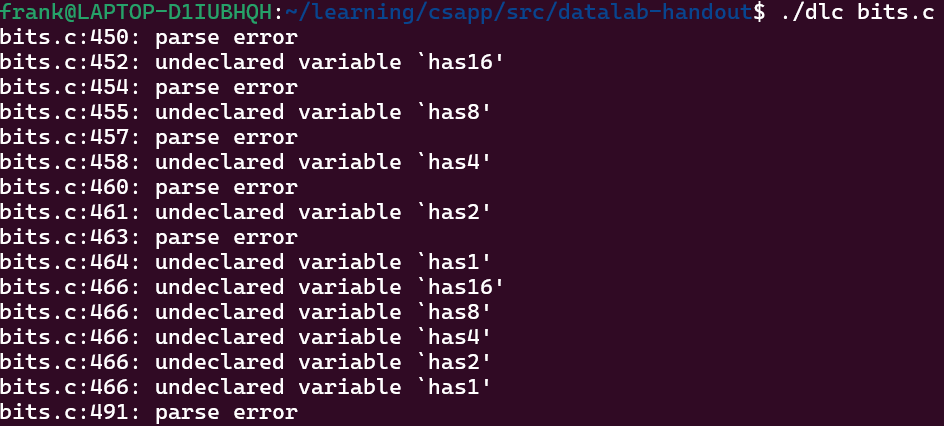 frank@LAPTOP-D1IUBHQH:~/learning/csapp/src/datalab-handout$ ./dlc bits.c
bits.c:450: parse error
bits.c:452: undeclared variable `has16'
bits.c:454: parse error
bits.c:455: undeclared variable `has8'
bits.c:457: parse error
bits.c:458: undeclared variable `has4'
bits.c:460: parse error
bits.c:461: undeclared variable `has2'
bits.c:463: parse error
bits.c:464: undeclared variable `has1'
bits.c:466: undeclared variable `has16'
bits.c:466: undeclared variable `has8'
bits.c:466: undeclared variable `has4'
bits.c:466: undeclared variable `has2'
bits.c:466: undeclared variable `has1'
bits.c:491: parse error